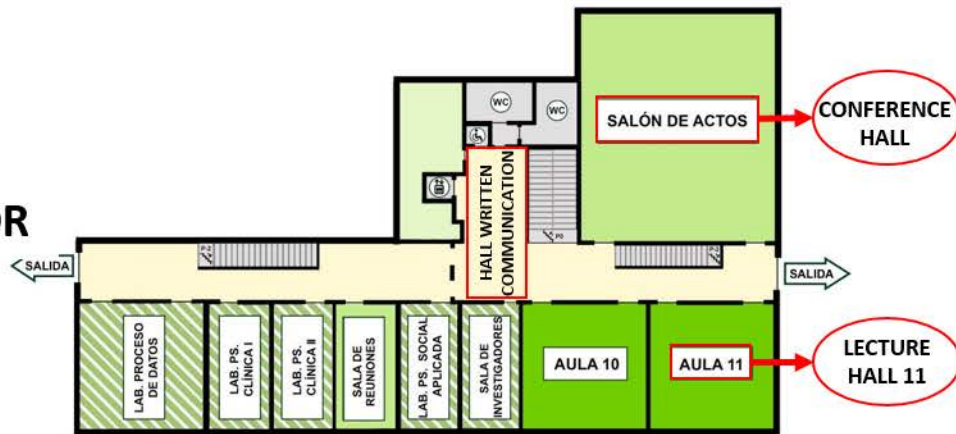 WC
WC
SALÓN DE ACTOS
CONFERENCE
HALL
HALL WRITTEN
COMMUNICATION
P0
OR
SALIDA
SALIDA
LAB. PROCESO
DE DATOS
LAB. PS.
CLÍNICA I
LAB. PS.
CLÍNICA II
SALA DE
REUNIONES
LAB. PS. SOCIAL
APLICADA
SALA DE
INVESTIGADORES
AULA 10
AULA 11
LECTURE
HALL 11